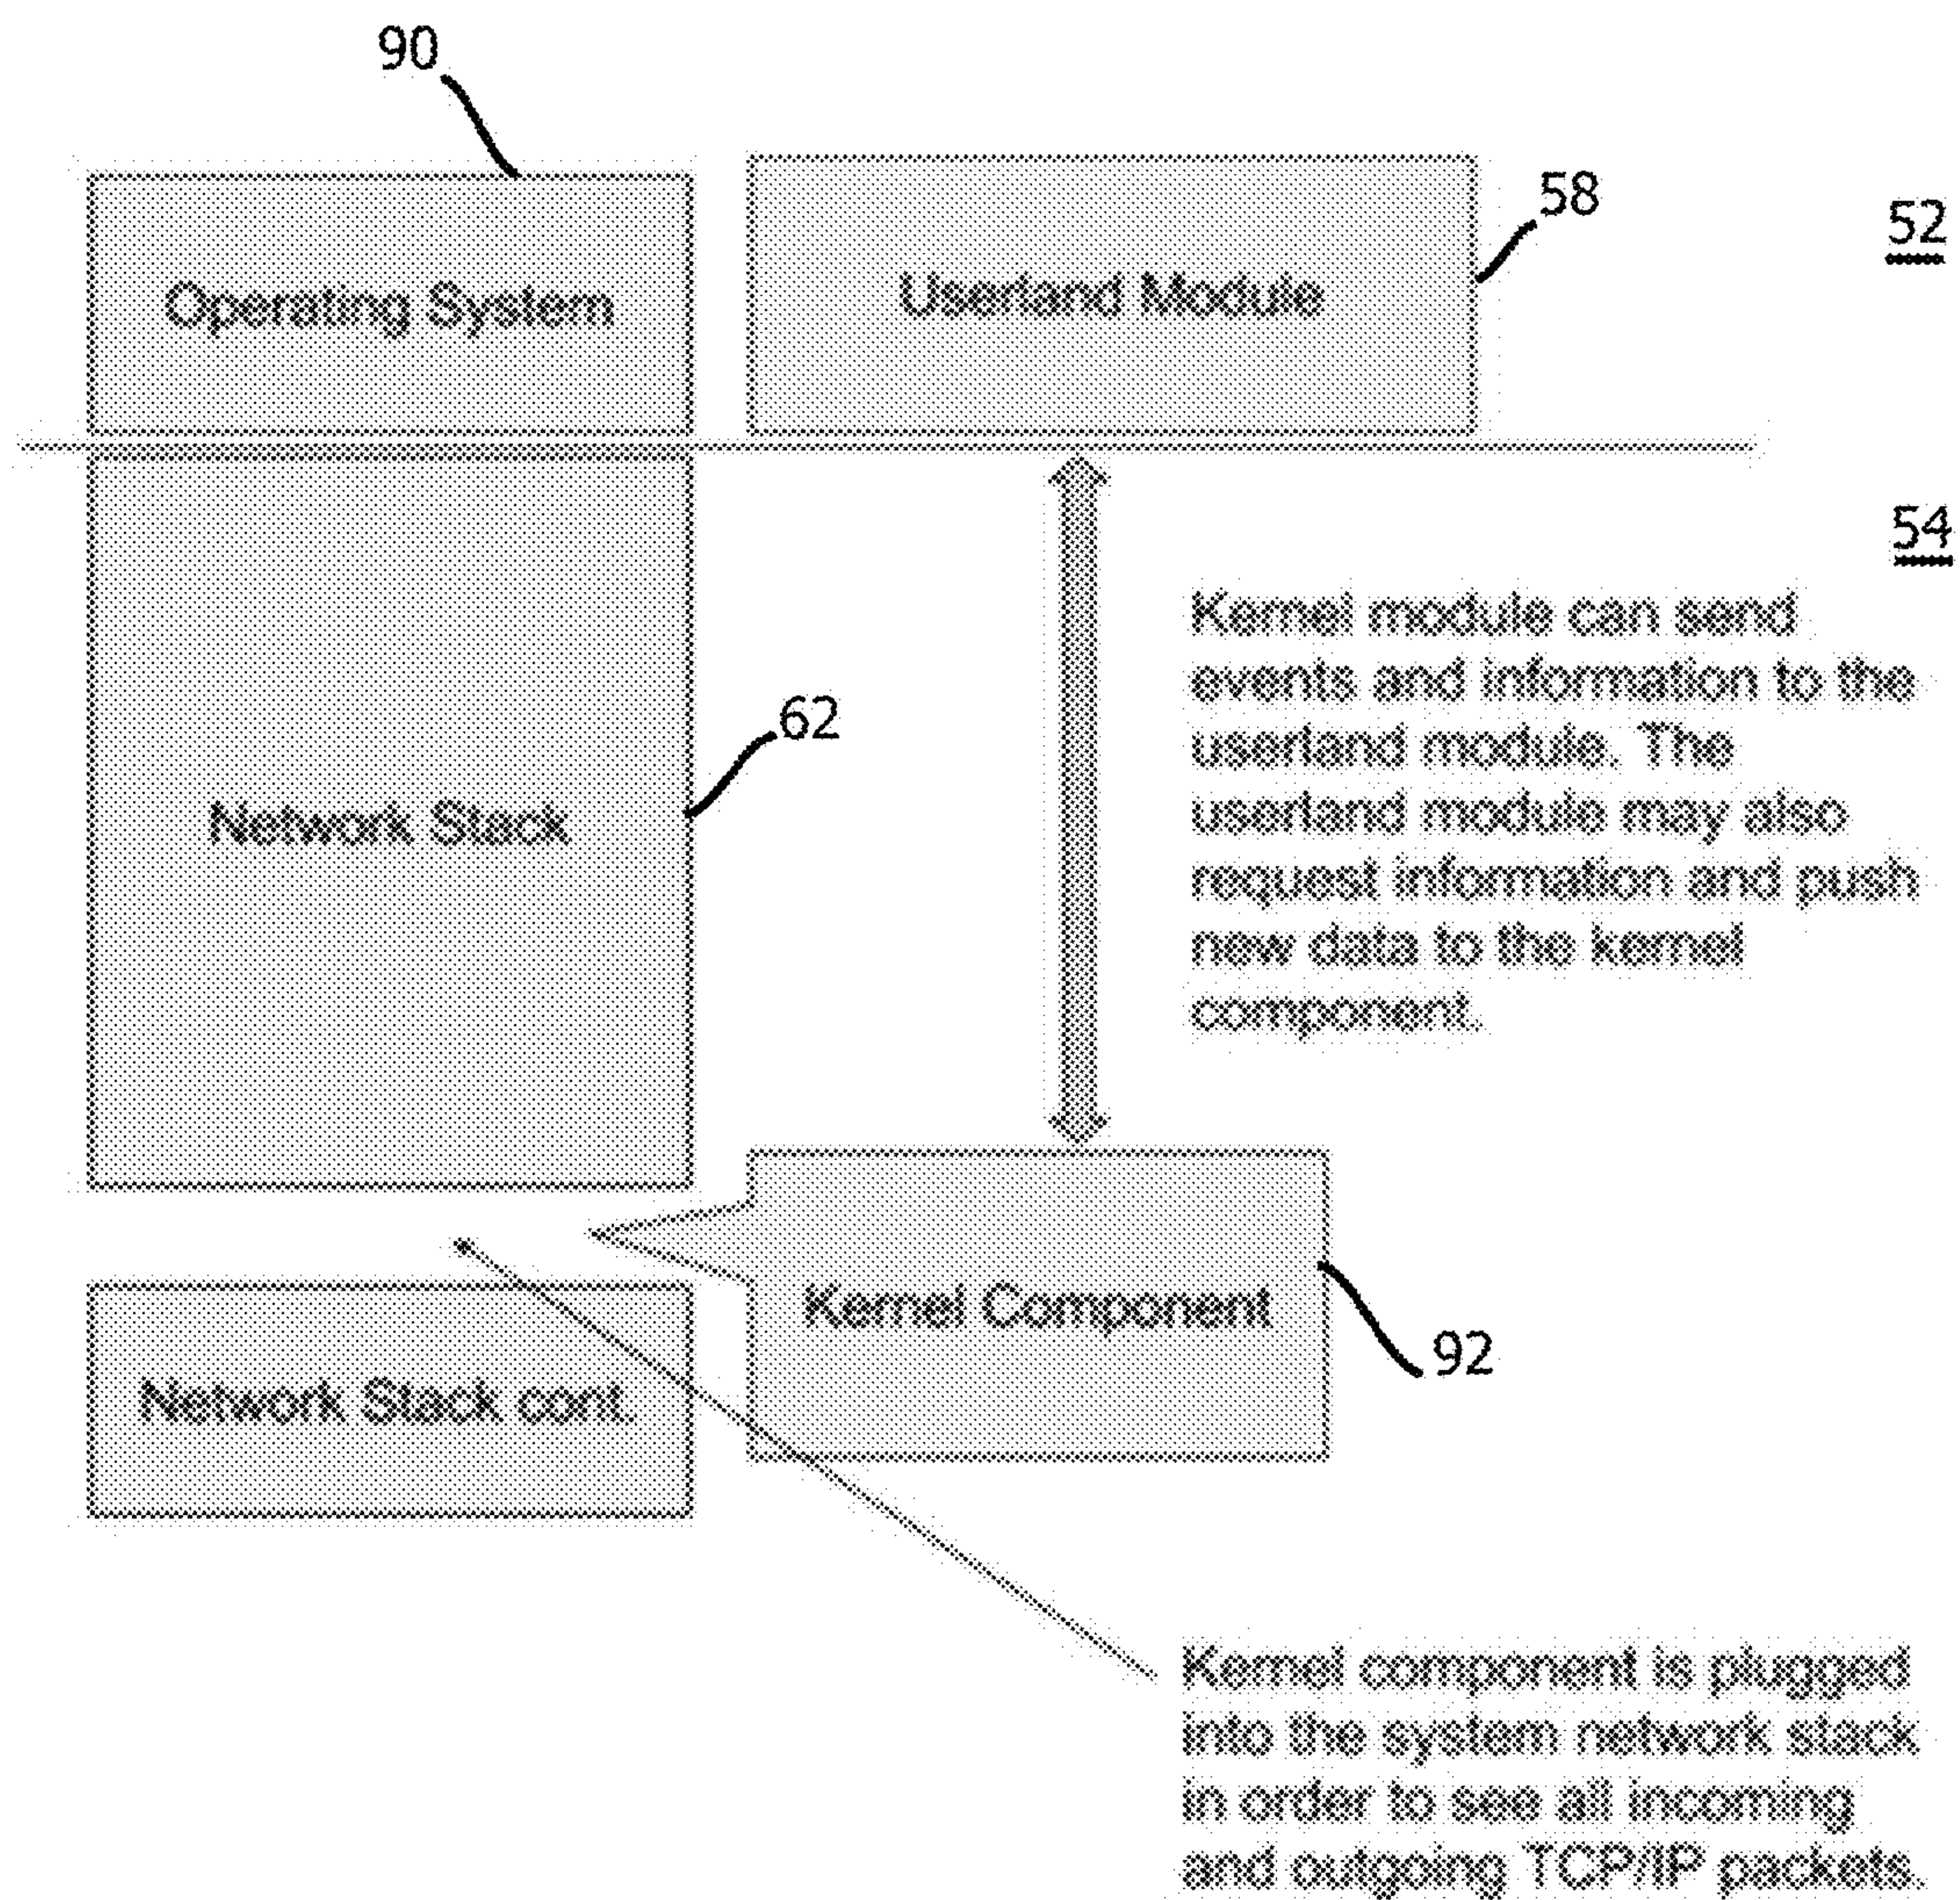 90
58
52
Operating System
Userland Module
54
Kernel module can send
events and information to the
userland module. The
userland module may also
request information and push
new data to the kernel
component.
62
Network Stack
Kernel Component
92
Network Stack cont.
Kernel component is plugged
into the system network stack
in order to see all incoming
and outgoing TCP/IP packets.